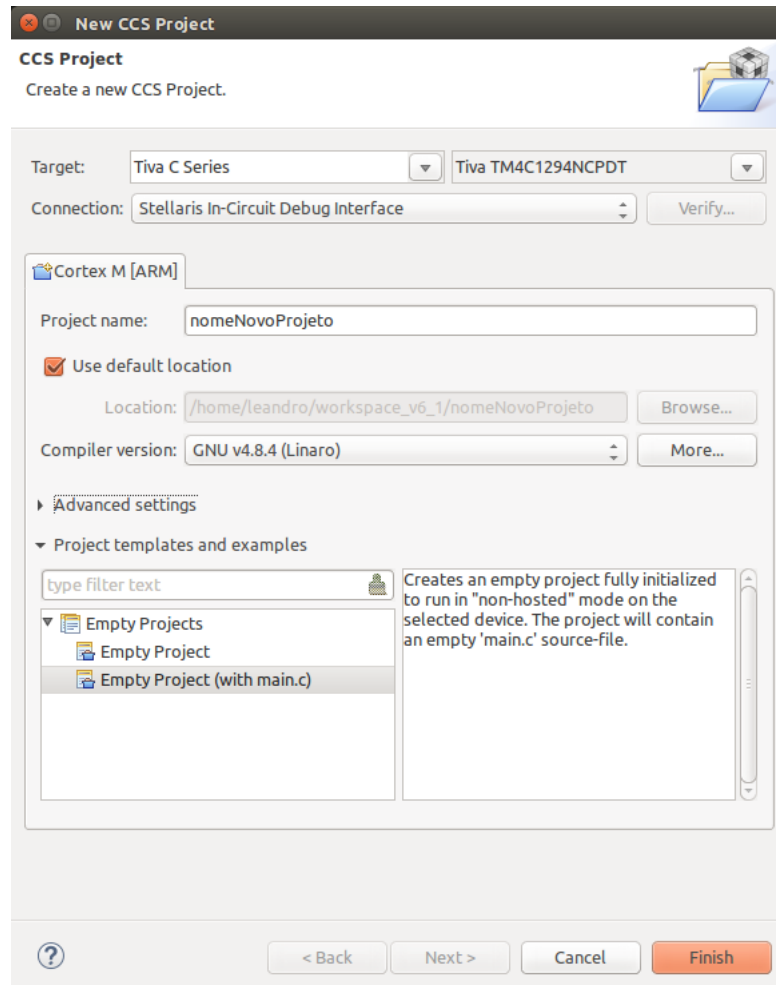 New CCS Project
CCS Project
Create a new CCS Project.
Target: Tiva C Series Tiva TM4C1294NCPDT
Connection: Stellaris In-Circuit Debug Interface Verify...
Cortex M [ARM]
Project name: nomeNovoProjeto
Use default location
Location: /home/leandro/workspace_v6_1/nomeNovoProjeto Browse...
Compiler version: GNU v4.8.4 (Linaro) More...
Advanced settings
Project templates and examples
type filter text
Empty Projects
Empty Project
Empty Project (with main.c)
Creates an empty project fully initialized
to run in "non-hosted" mode on the
selected device. The project will contain
an empty 'main.c' source-file.
? < Back Next > Cancel Finish